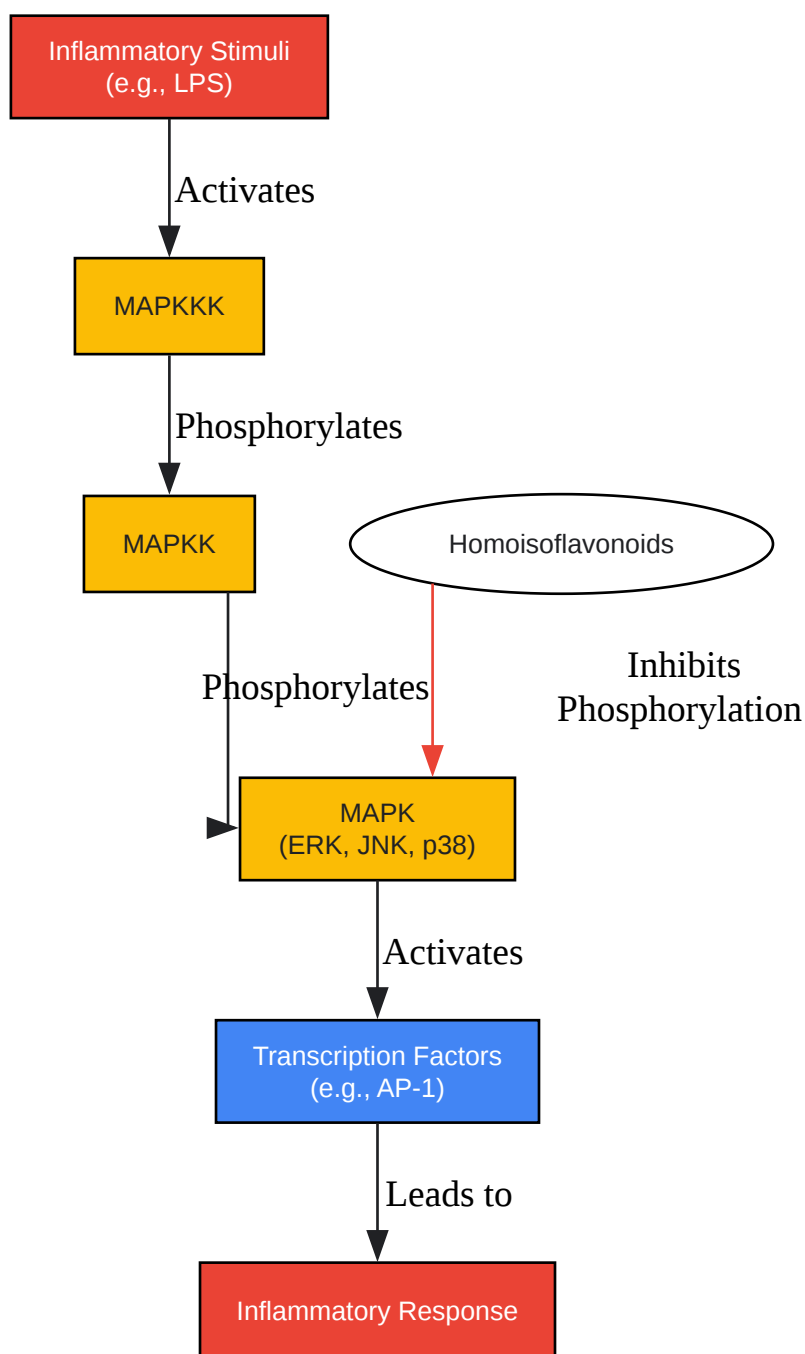 Inflammatory Stimuli
(e.g., LPS)
Activates
MAPKKK
Phosphorylates
MAPKK
Homoisoflavonoids
Phosphorylates
Inhibits
Phosphorylation
MAPK
(ERK, JNK, p38)
Activates
Transcription Factors
(e.g., AP-1)
Leads to
Inflammatory Response